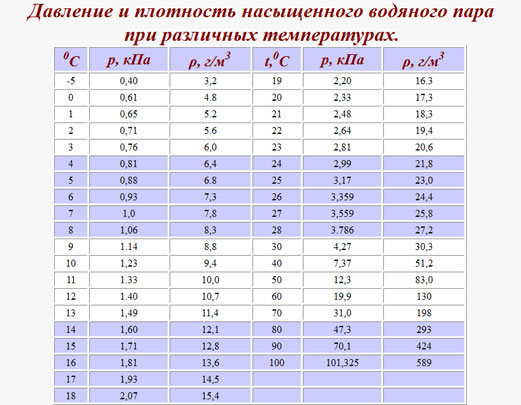 Давление и плотность насыщенного водяного пара
при различных температурах.
⁰C p, кПа ρ, г/м³ t,⁰C p, кПа ρ, г/м³
-5 0,40 3,2 19 2,20 16.3
0 0,61 4.8 20 2,33 17,3
1 0,65 5.2 21 2,48 18,3
2 0,71 5.6 22 2,64 19,4
3 0,76 6,0 23 2,81 20,6
4 0,81 6,4 24 2,99 21,8
5 0,88 6.8 25 3,17 23,0
6 0,93 7,3 26 3,359 24,4
7 1,0 7,8 27 3,559 25,8
8 1,06 8,3 28 3.786 27,2
9 1.14 8,8 30 4,27 30,3
10 1,23 9,4 40 7,37 51,2
11 1.33 10,0 50 12,3 83,0
12 1.40 10,7 60 19,9 130
13 1,49 11,4 70 31,0 198
14 1,60 12,1 80 47,3 293
15 1,71 12,8 90 70,1 424
16 1,81 13,6 100 101,325 589
17 1,93 14,5
18 2,07 15,4